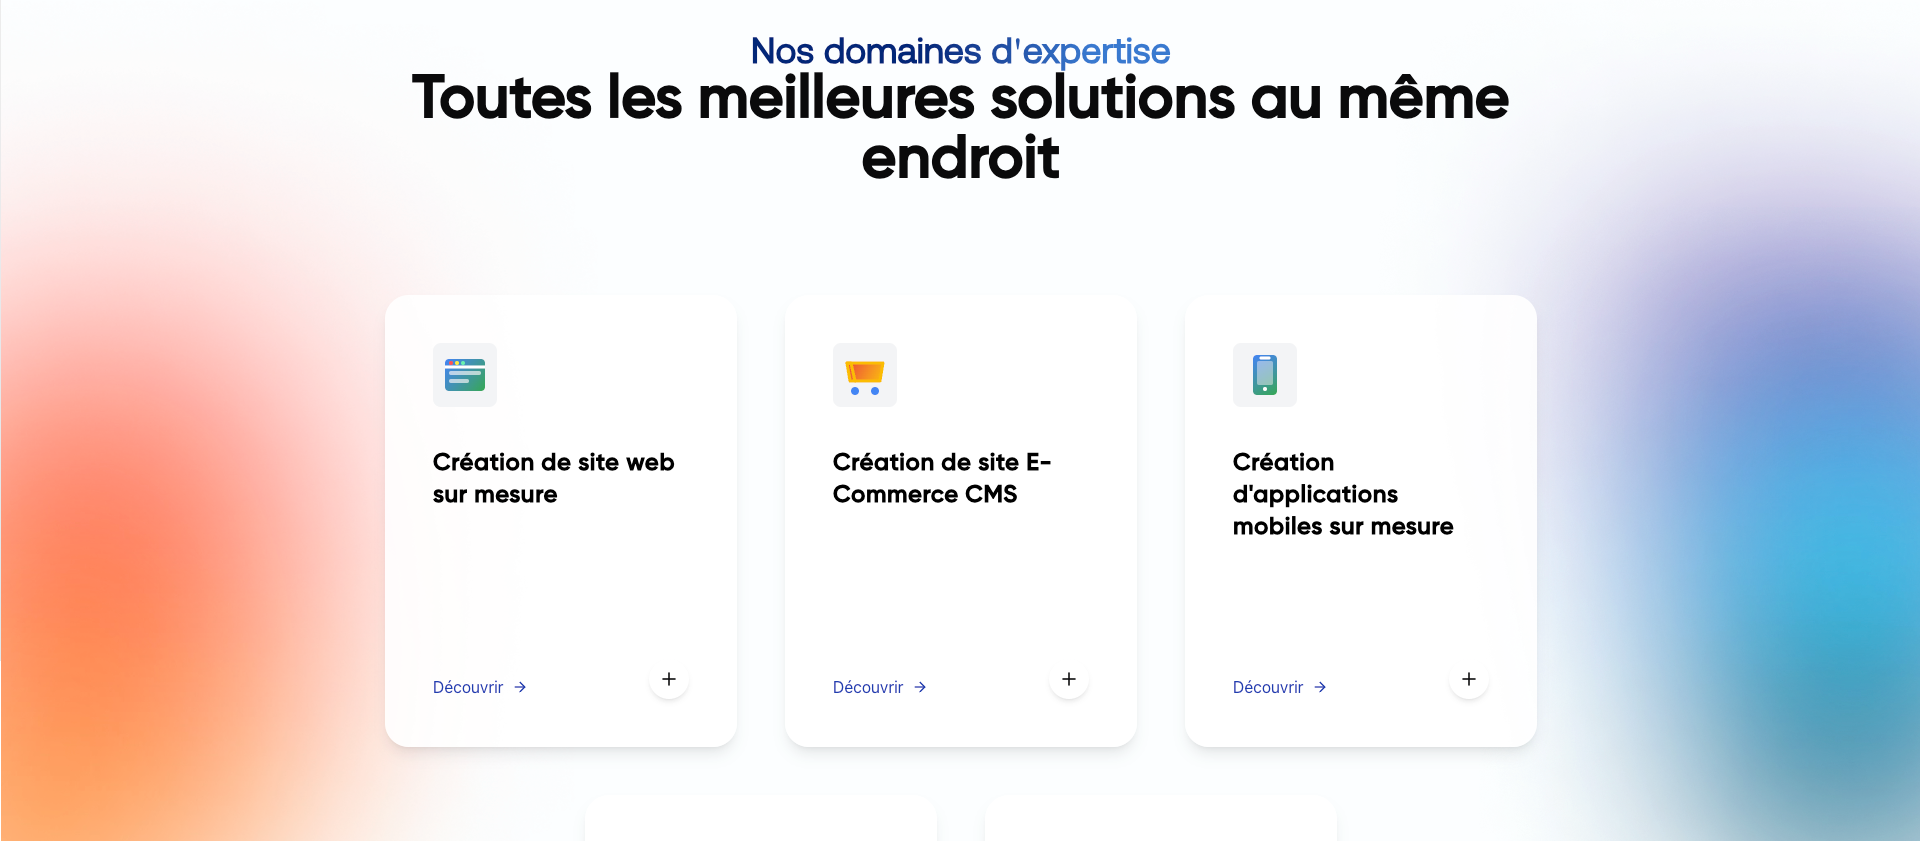 Nos domaines d'expertise
Toutes les meilleures solutions au même
endroit
Création de site web
sur mesure
Découvrir
Création de site E-
Commerce CMS
Découvrir
Création
d'applications
mobiles sur mesure
Découvrir